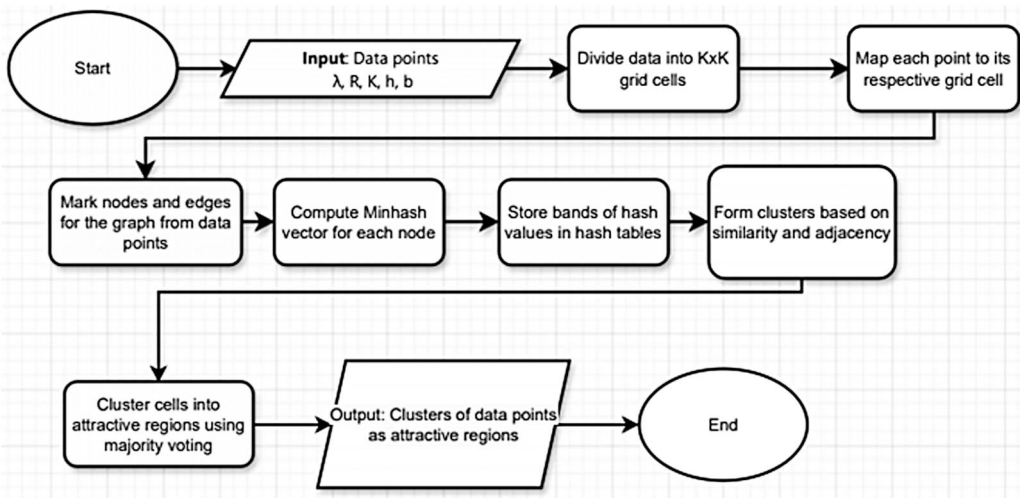 Start
Input: Data points
λ, R, K, h, b
Divide data into KxK
grid cells
Map each point to its
respective grid cell
Mark nodes and edges
for the graph from data
points
Compute Minhash
vector for each node
Store bands of hash
values in hash tables
Form clusters based on
similarity and adjacency
Cluster cells into
attractive regions using
majority voting
Output: Clusters of data points
as attractive regions
End